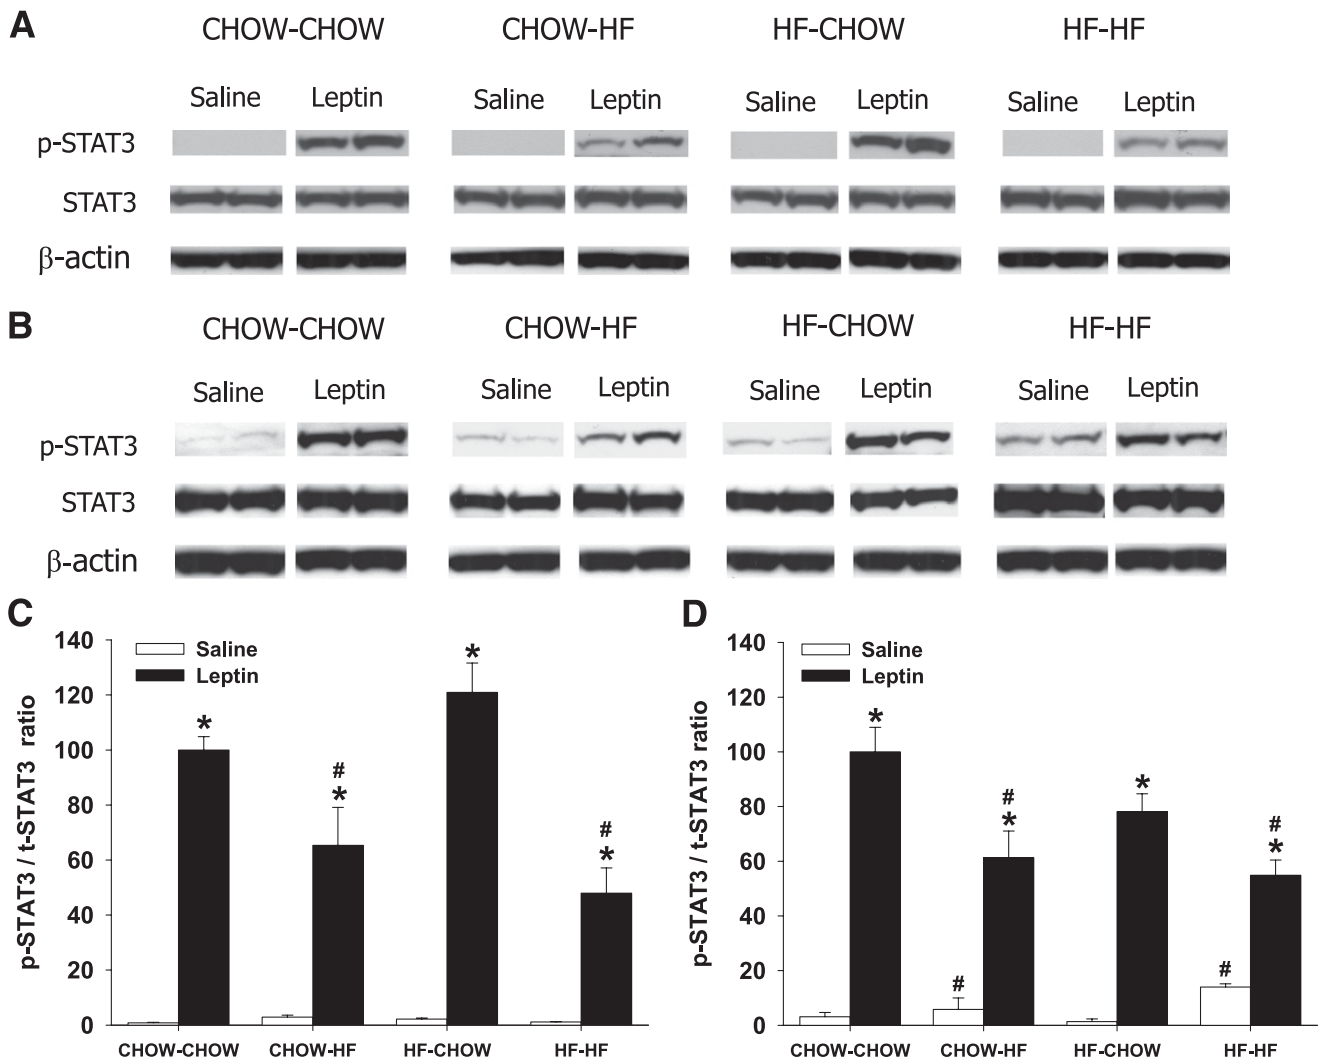 A
CHOW-CHOW CHOW-HF HF-CHOW HF-HF
Saline Leptin Saline Leptin Saline Leptin Saline Leptin
p-STAT3
STAT3
β-actin
B
CHOW-CHOW CHOW-HF HF-CHOW HF-HF
Saline Leptin Saline Leptin Saline Leptin Saline Leptin
p-STAT3
STAT3
β-actin
C
p-STAT3 / t-STAT3 ratio
140
120
100
80
60
40
20
0
Saline
Leptin
*
#
*
*
#
*
CHOW-CHOW CHOW-HF HF-CHOW HF-HF
D
p-STAT3 / t-STAT3 ratio
140
120
100
80
60
40
20
0
Saline
Leptin
*
#
*
#
*
#
*
#
CHOW-CHOW CHOW-HF HF-CHOW HF-HF